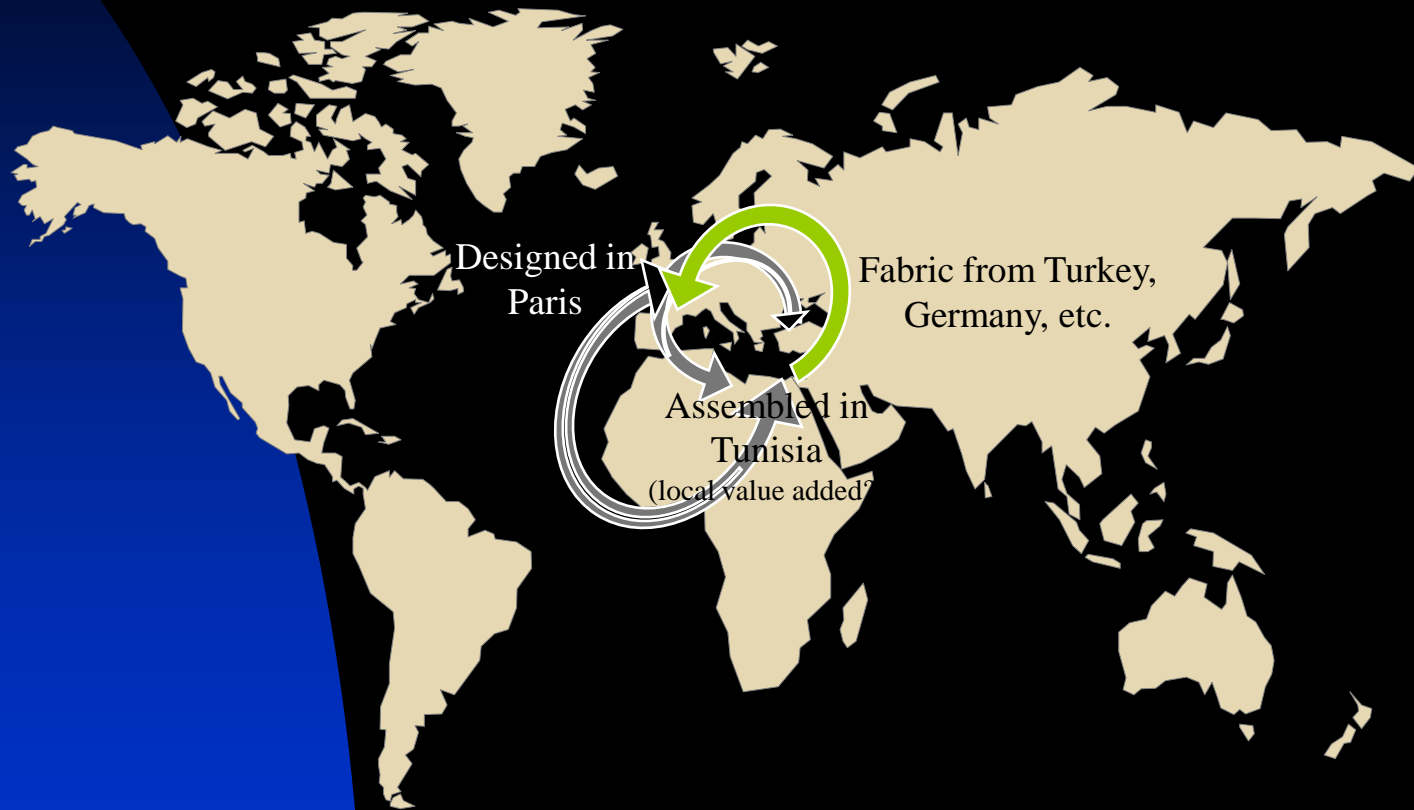 Designed in
Paris
Fabric from Turkey,
Germany, etc.
Assembled in
Tunisia
(local value added?